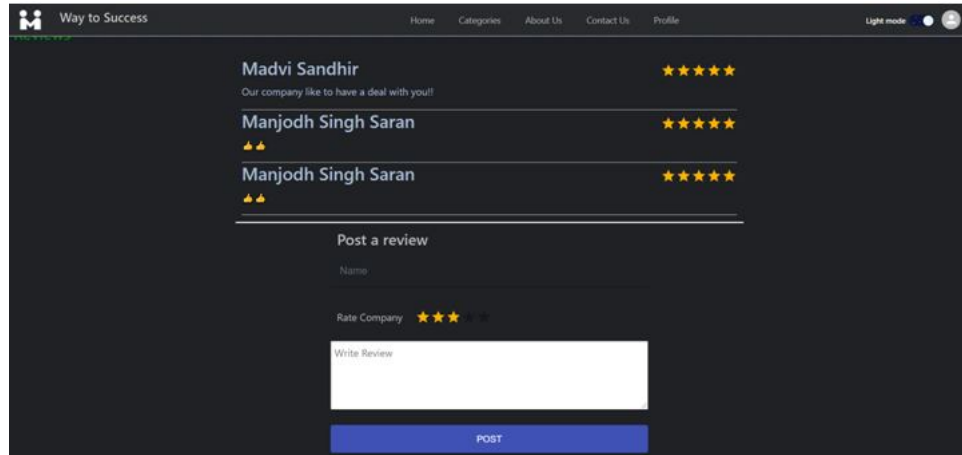 Way to Success
Home Categories About Us Contact Us Profile
Light mode
Reviews
Madvi Sandhir
Our company like to have a deal with you!!
Manjodh Singh Saran
👍👍
Manjodh Singh Saran
👍👍
Post a review
Name
Rate Company
Write Review
POST